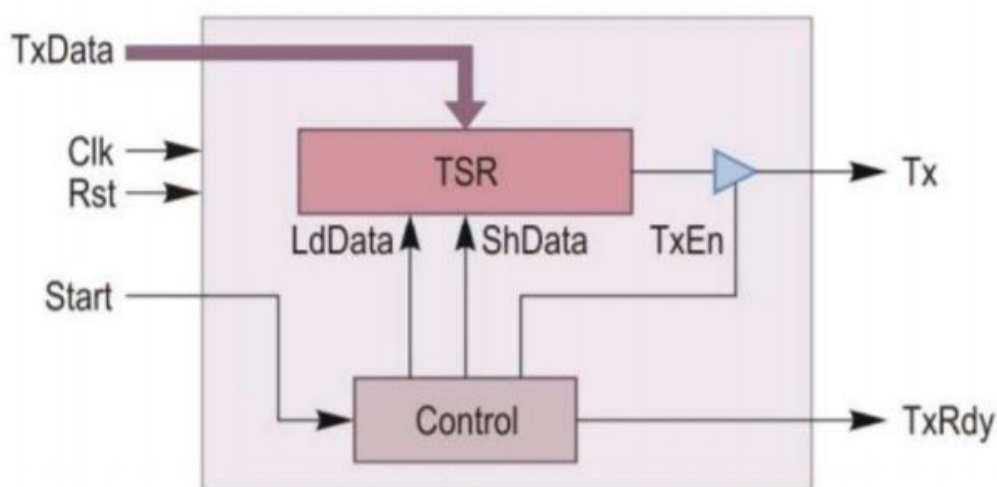 TxData
Clk
Rst
TSR
Tx
LdData
ShData
TxEn
Start
Control
TxRdy